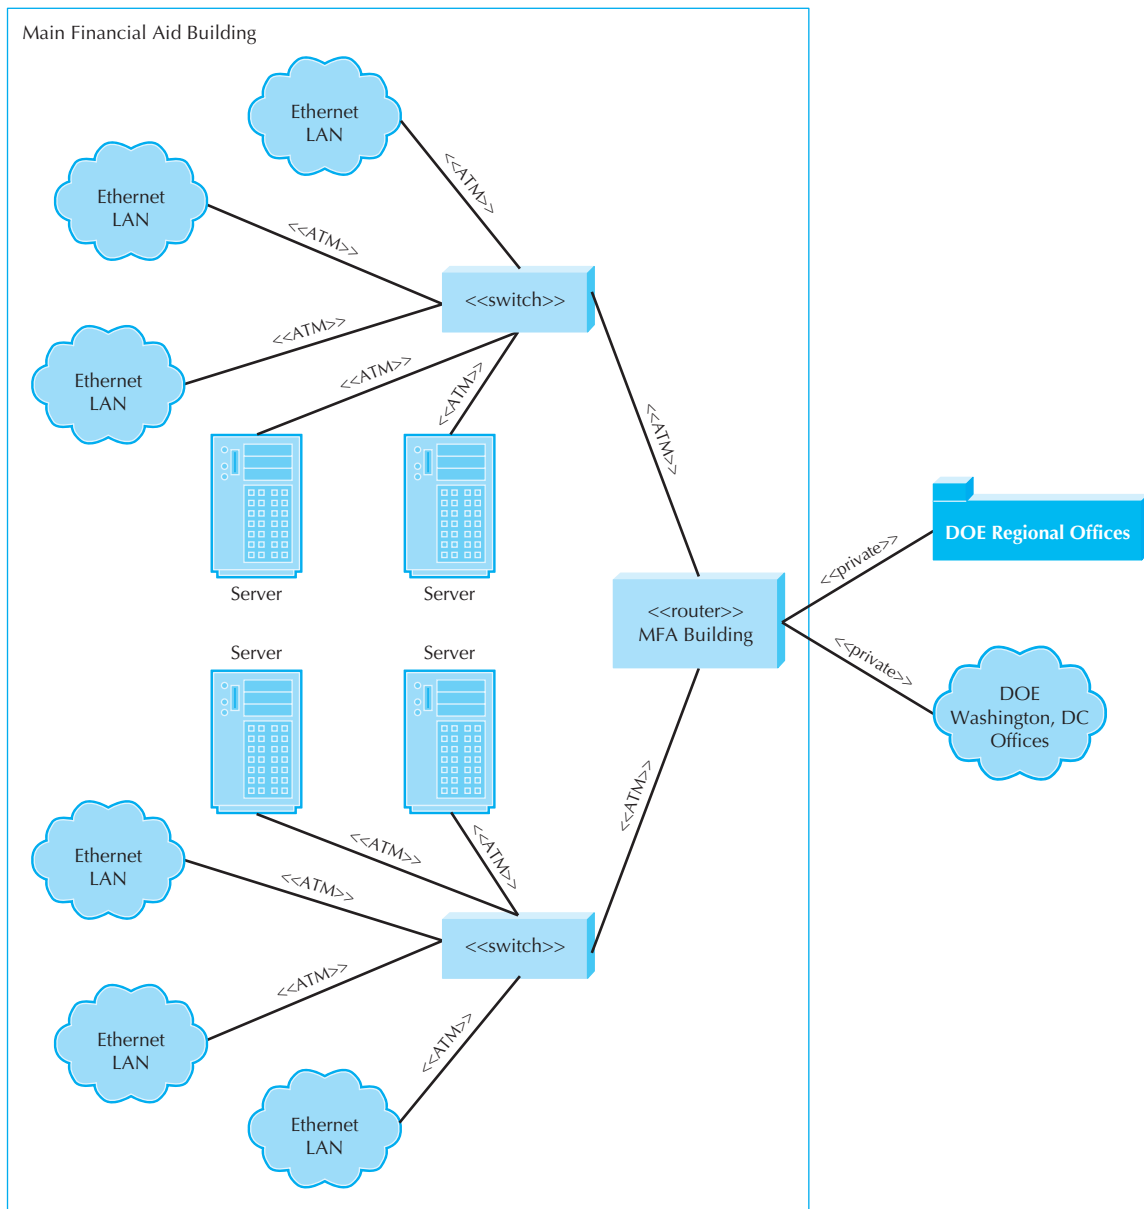 Main Financial Aid Building
Ethernet
LAN
<<ATM>>
Ethernet
LAN
<<ATM>>
<<switch>>
Ethernet
LAN
<<ATM>>
<<ATM>>
<<ATM>>
<<ATM>>
Server
Server
<<router>>
MFA Building
<<private>>
DOE Regional Offices
<<private>>
DOE
Washington, DC
Offices
Server
Server
<<ATM>>
<<ATM>>
<<ATM>>
Ethernet
LAN
<<ATM>>
<<switch>>
Ethernet
LAN
<<ATM>>
<<ATM>>
Ethernet
LAN